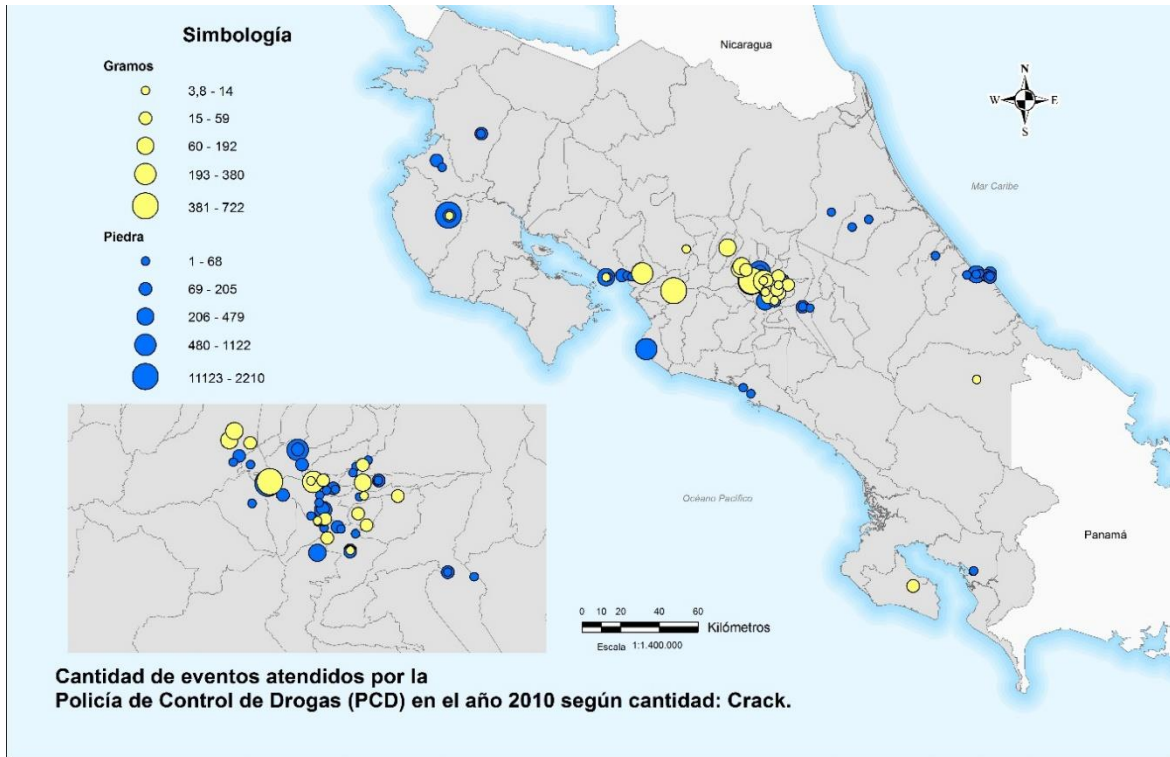 Simbología
Gramos
3,8 - 14
15 - 59
60 - 192
193 - 380
381 - 722
Piedra
1 - 68
69 - 205
206 - 479
480 - 1122
11123 - 2210
Nicaragua
N
W E
S
Mar Caribe
Océano Pacífico
Panamá
0 10 20 40 60
Kilómetros
Escala 1:1.400.000
Cantidad de eventos atendidos por la
Policía de Control de Drogas (PCD) en el año 2010 según cantidad: Crack.